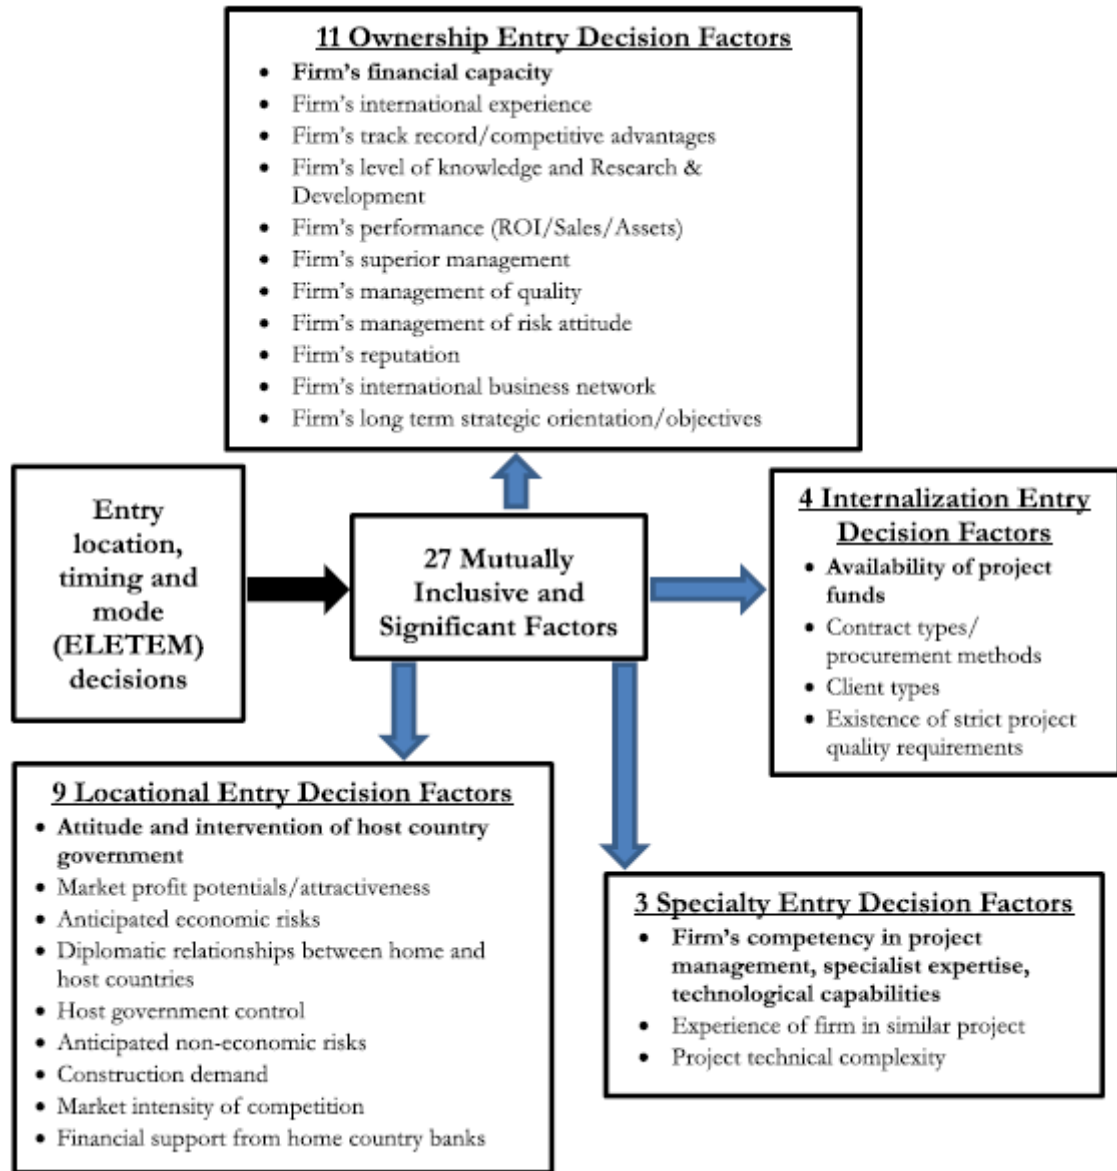 11 Ownership Entry Decision Factors
• Firm's financial capacity
• Firm's international experience
• Firm's track record/competitive advantages
• Firm's level of knowledge and Research &
Development
• Firm's performance (ROI/Sales/Assets)
• Firm's superior management
• Firm's management of quality
• Firm's management of risk attitude
• Firm's reputation
• Firm's international business network
• Firm's long term strategic orientation/objectives
Entry
location,
timing and
mode
(ELETEM)
decisions
27 Mutually
Inclusive and
Significant Factors
4 Internalization Entry
Decision Factors
• Availability of project
funds
• Contract types/
procurement methods
• Client types
• Existence of strict project
quality requirements
9 Locational Entry Decision Factors
• Attitude and intervention of host country
government
• Market profit potentials/attractiveness
• Anticipated economic risks
• Diplomatic relationships between home and
host countries
• Host government control
• Anticipated non-economic risks
• Construction demand
• Market intensity of competition
• Financial support from home country banks
3 Specialty Entry Decision Factors
• Firm's competency in project
management, specialist expertise,
technological capabilities
• Experience of firm in similar project
• Project technical complexity